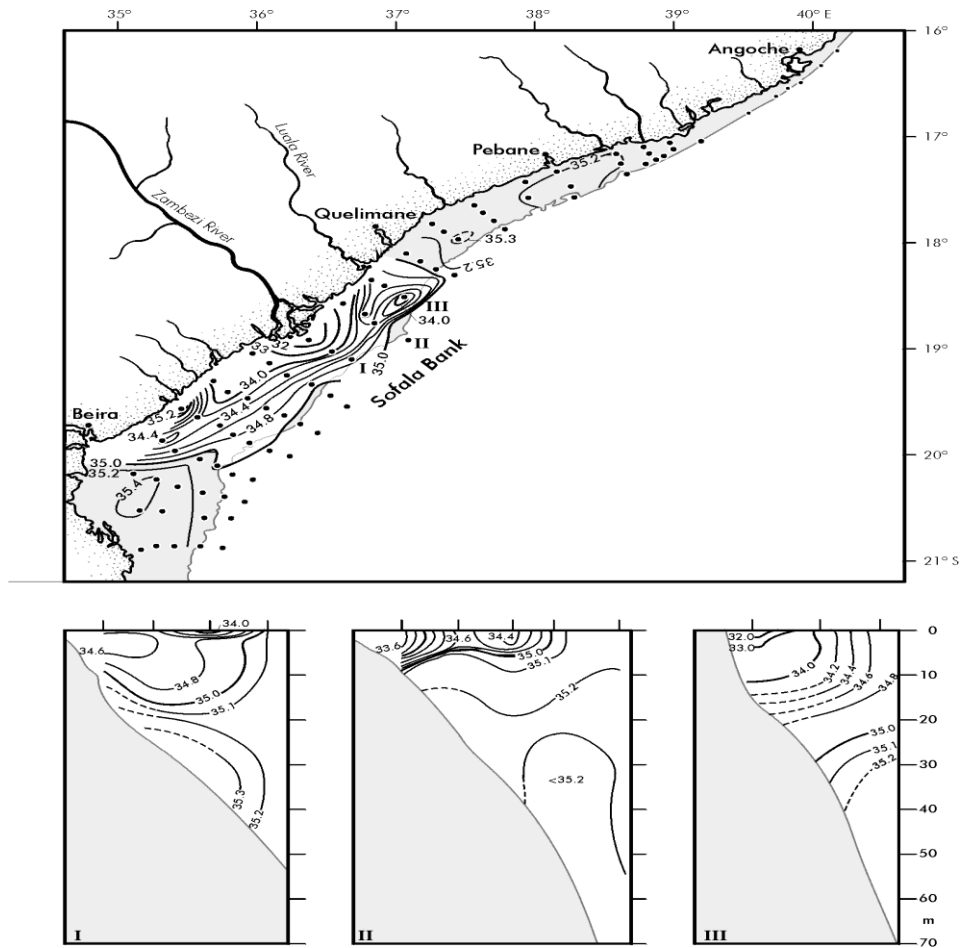 35° 36° 37° 38° 39° 40° E
16°
Angoche
17°
Pebane
35.2
Luala River
Quelimane
Zambezi River
35.3
18°
35.2
III
34.0
33 32
II
19°
I
35.0
Sofala Bank
34.0
35.2
34.4
Beira
34.4
34.8
35.0
20°
35.2
35.4
21° S
34.0
34.6
34.8
35.0
35.1
35.3
35.2
I
33.6 34.6 34.4
35.0
35.1
35.2
<35.2
II
32.0
33.0
34.0
34.2
34.4
34.6
34.8
35.0
35.1
35.2
III
0
10
20
30
40
50
60
m
70